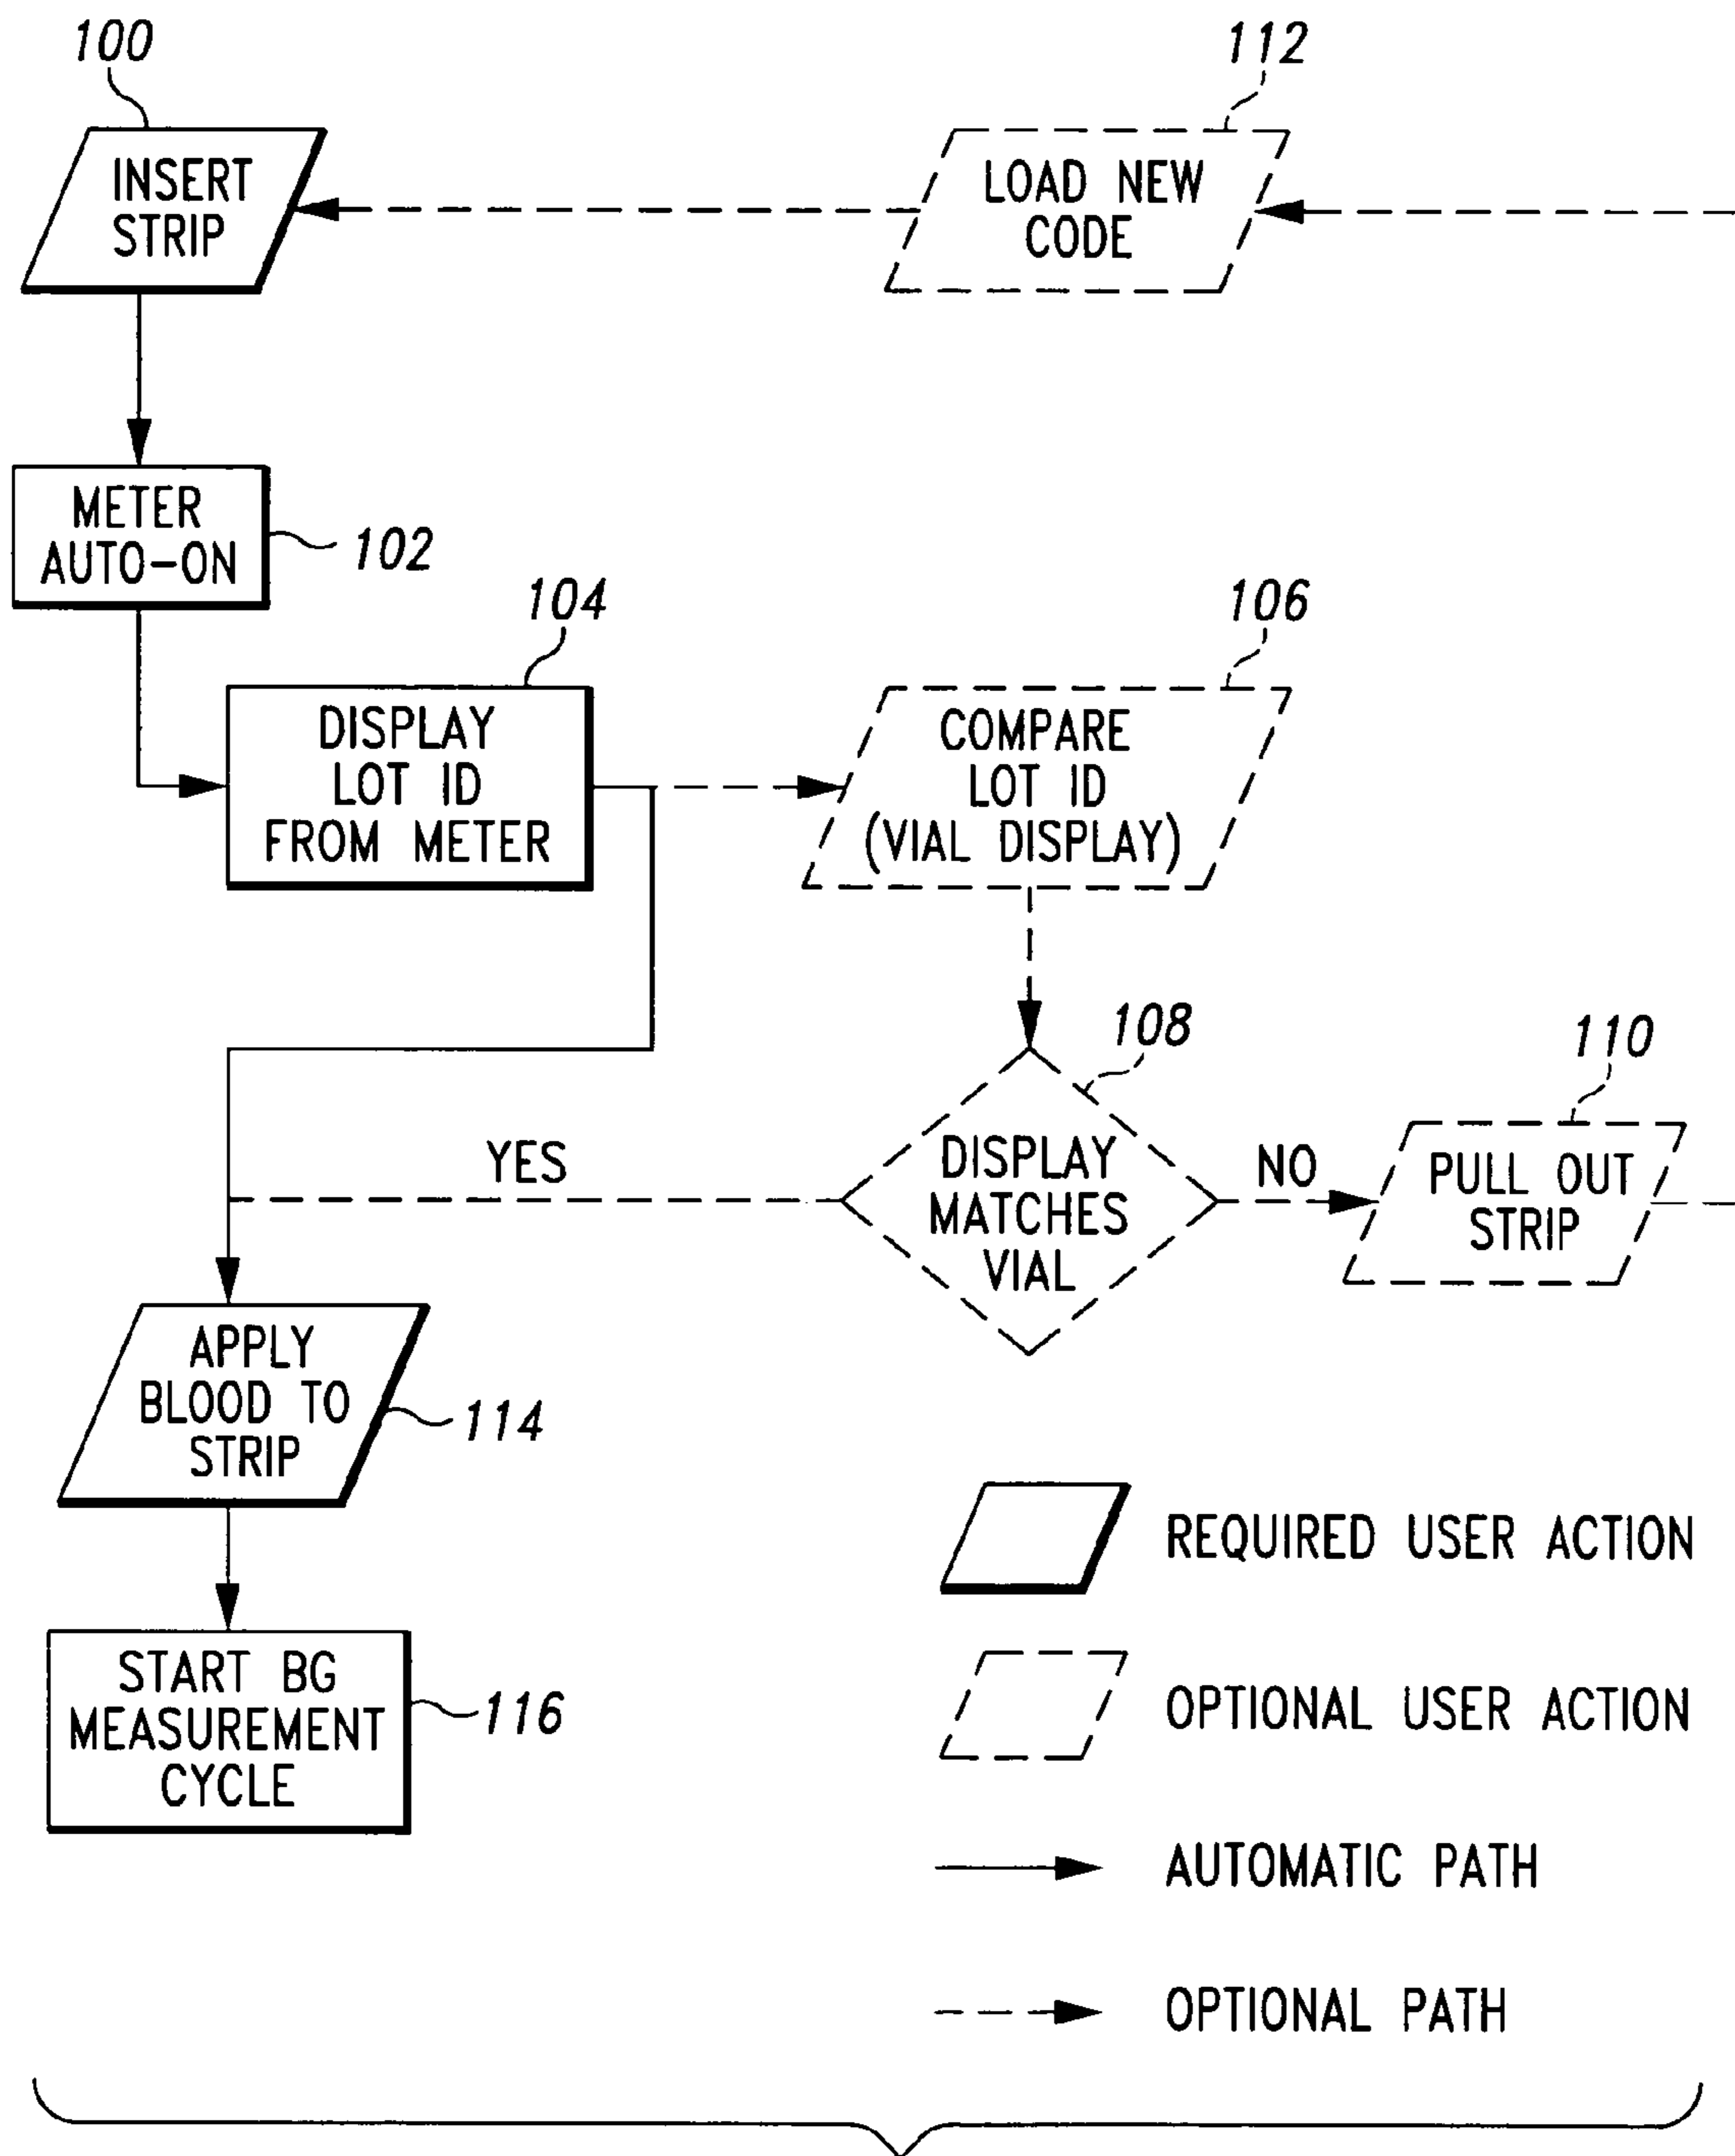 100
INSERT
STRIP
112
LOAD NEW
CODE
METER
AUTO-ON
102
104
DISPLAY
LOT ID
FROM METER
106
COMPARE
LOT ID
(VIAL DISPLAY)
108
DISPLAY
MATCHES
VIAL
YES
NO
110
PULL OUT
STRIP
APPLY
BLOOD TO
STRIP
114
START BG
MEASUREMENT
CYCLE
116
REQUIRED USER ACTION
OPTIONAL USER ACTION
AUTOMATIC PATH
OPTIONAL PATH